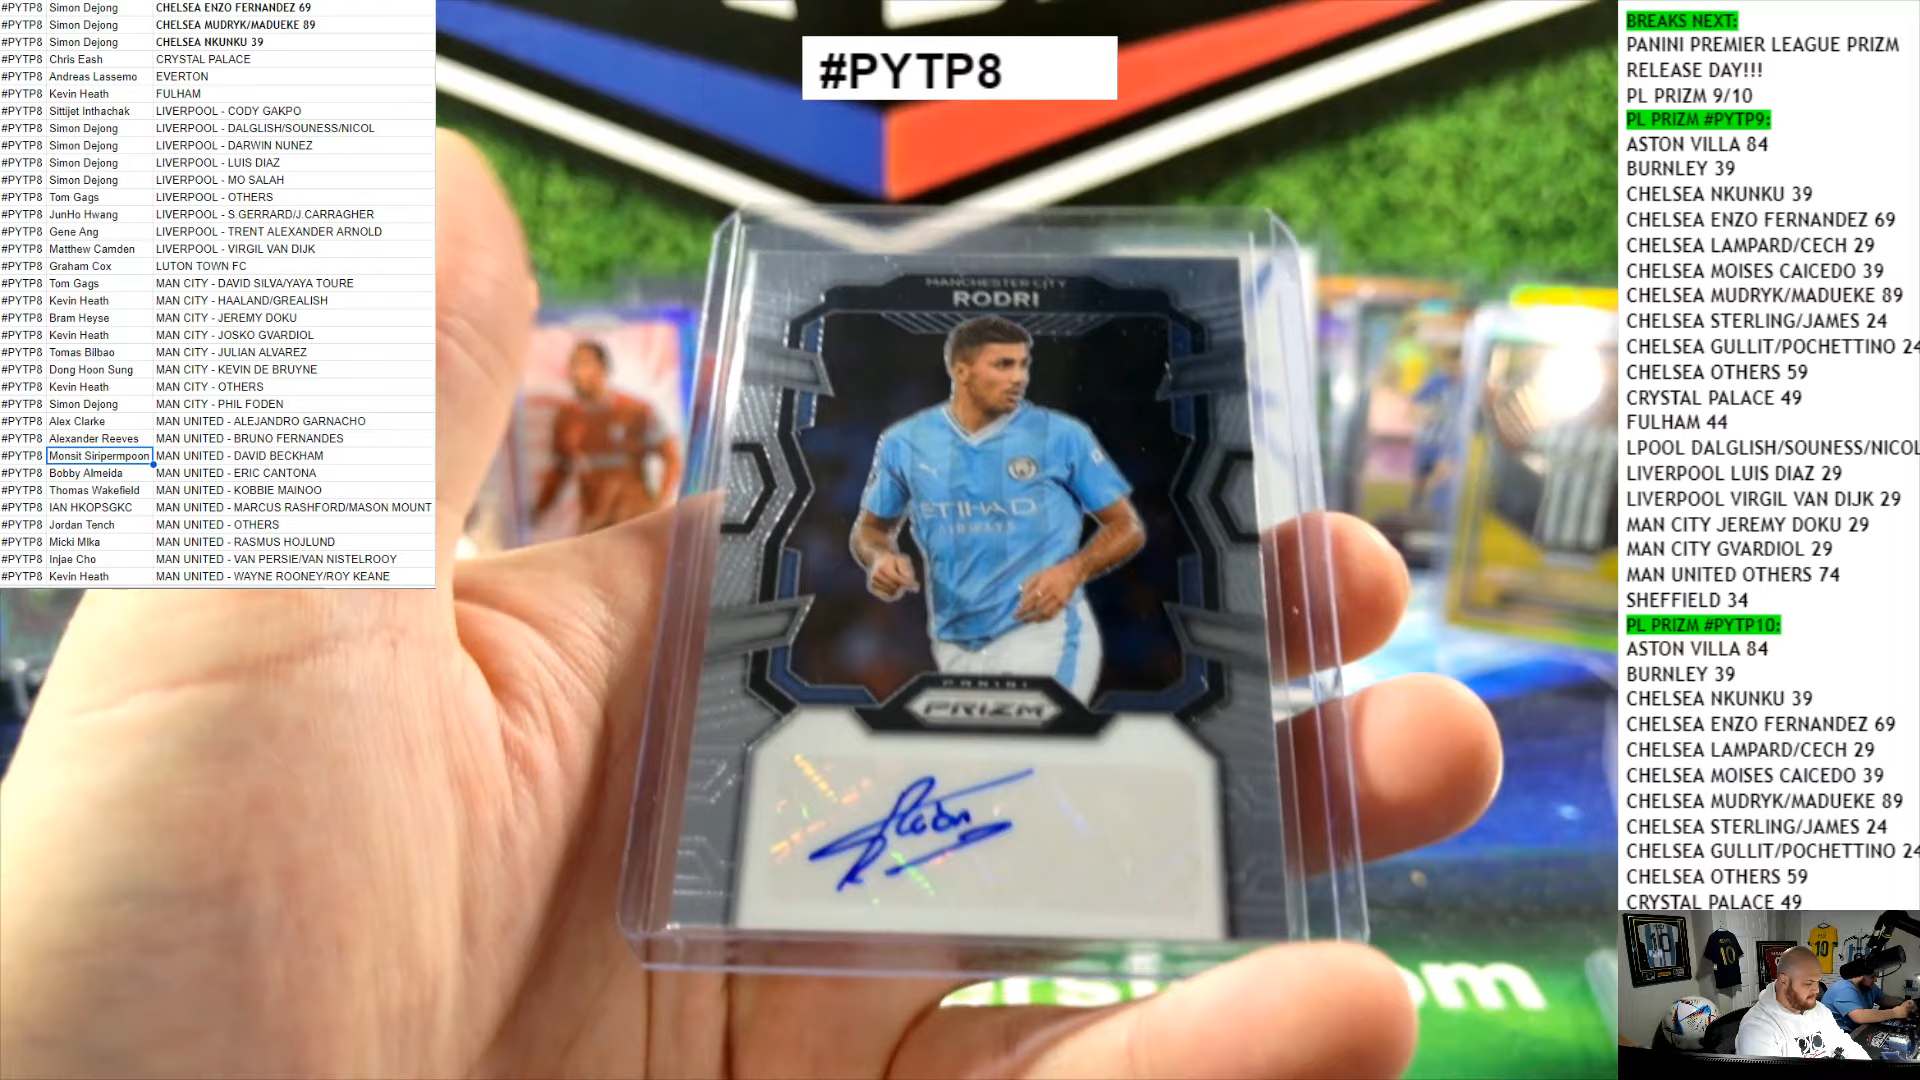 #PYTP8 Simon Dejong CHELSEA ENZO FERNANDEZ 69
#PYTP8 Simon Dejong CHELSEA MUDRYK/MADUEKE 89
#PYTP8 Simon Dejong CHELSEA NKUNKU 39
#PYTP8 Chris Eash CRYSTAL PALACE
#PYTP8 Andreas Lassemo EVERTON
#PYTP8 Kevin Heath FULHAM
#PYTP8 Sittijet Inthachak LIVERPOOL - CODY GAKPO
#PYTP8 Simon Dejong LIVERPOOL - DALGLISH/SOUNESS/NICOL
#PYTP8 Simon Dejong LIVERPOOL - DARWIN NUNEZ
#PYTP8 Simon Dejong LIVERPOOL - LUIS DIAZ
#PYTP8 Simon Dejong LIVERPOOL - MO SALAH
#PYTP8 Tom Gags LIVERPOOL - OTHERS
#PYTP8 JunHo Hwang LIVERPOOL - S.GERRARD/J.CARRAGHER
#PYTP8 Gene Ang LIVERPOOL - TRENT ALEXANDER ARNOLD
#PYTP8 Matthew Camden LIVERPOOL - VIRGIL VAN DIJK
#PYTP8 Graham Cox LUTON TOWN FC
#PYTP8 Tom Gags MAN CITY - DAVID SILVA/YAYA TOURE
#PYTP8 Kevin Heath MAN CITY - HAALAND/GREALISH
#PYTP8 Bram Heyse MAN CITY - JEREMY DOKU
#PYTP8 Kevin Heath MAN CITY - JOSKO GVARDIOL
#PYTP8 Tomas Bilbao MAN CITY - JULIAN ALVAREZ
#PYTP8 Dong Hoon Sung MAN CITY - KEVIN DE BRUYNE
#PYTP8 Kevin Heath MAN CITY - OTHERS
#PYTP8 Simon Dejong MAN CITY - PHIL FODEN
#PYTP8 Alex Clarke MAN UNITED - ALEJANDRO GARNACHO
#PYTP8 Alexander Reeves MAN UNITED - BRUNO FERNANDES
#PYTP8 Monsit Siripermpoon MAN UNITED - DAVID BECKHAM
#PYTP8 Bobby Almeida MAN UNITED - ERIC CANTONA
#PYTP8 Thomas Wakefield MAN UNITED - KOBBIE MAINOO
#PYTP8 IAN HKOPSGKC MAN UNITED - MARCUS RASHFORD/MASON MOUNT
#PYTP8 Jordan Tench MAN UNITED - OTHERS
#PYTP8 Micki Mlka MAN UNITED - RASMUS HOJLUND
#PYTP8 Injae Cho MAN UNITED - VAN PERSIE/VAN NISTELROOY
#PYTP8 Kevin Heath MAN UNITED - WAYNE ROONEY/ROY KEANE
#PYTP8
MANCHESTER CITY
RODRI
ETIHAD
AIRWAYS
PANINI
PRIZM
Rodri
BREAKS NEXT:
PANINI PREMIER LEAGUE PRIZM
RELEASE DAY!!!
PL PRIZM 9/10
PL PRIZM #PYTP9:
ASTON VILLA 84
BURNLEY 39
CHELSEA NKUNKU 39
CHELSEA ENZO FERNANDEZ 69
CHELSEA LAMPARD/CECH 29
CHELSEA MOISES CAICEDO 39
CHELSEA MUDRYK/MADUEKE 89
CHELSEA STERLING/JAMES 24
CHELSEA GULLIT/POCHETTINO 24
CHELSEA OTHERS 59
CRYSTAL PALACE 49
FULHAM 44
LPOOL DALGLISH/SOUNESS/NICOL
LIVERPOOL LUIS DIAZ 29
LIVERPOOL VIRGIL VAN DIJK 29
MAN CITY JEREMY DOKU 29
MAN CITY GVARDIOL 29
MAN UNITED OTHERS 74
SHEFFIELD 34
PL PRIZM #PYTP10:
ASTON VILLA 84
BURNLEY 39
CHELSEA NKUNKU 39
CHELSEA ENZO FERNANDEZ 69
CHELSEA LAMPARD/CECH 29
CHELSEA MOISES CAICEDO 39
CHELSEA MUDRYK/MADUEKE 89
CHELSEA STERLING/JAMES 24
CHELSEA GULLIT/POCHETTINO 24
CHELSEA OTHERS 59
CRYSTAL PALACE 49